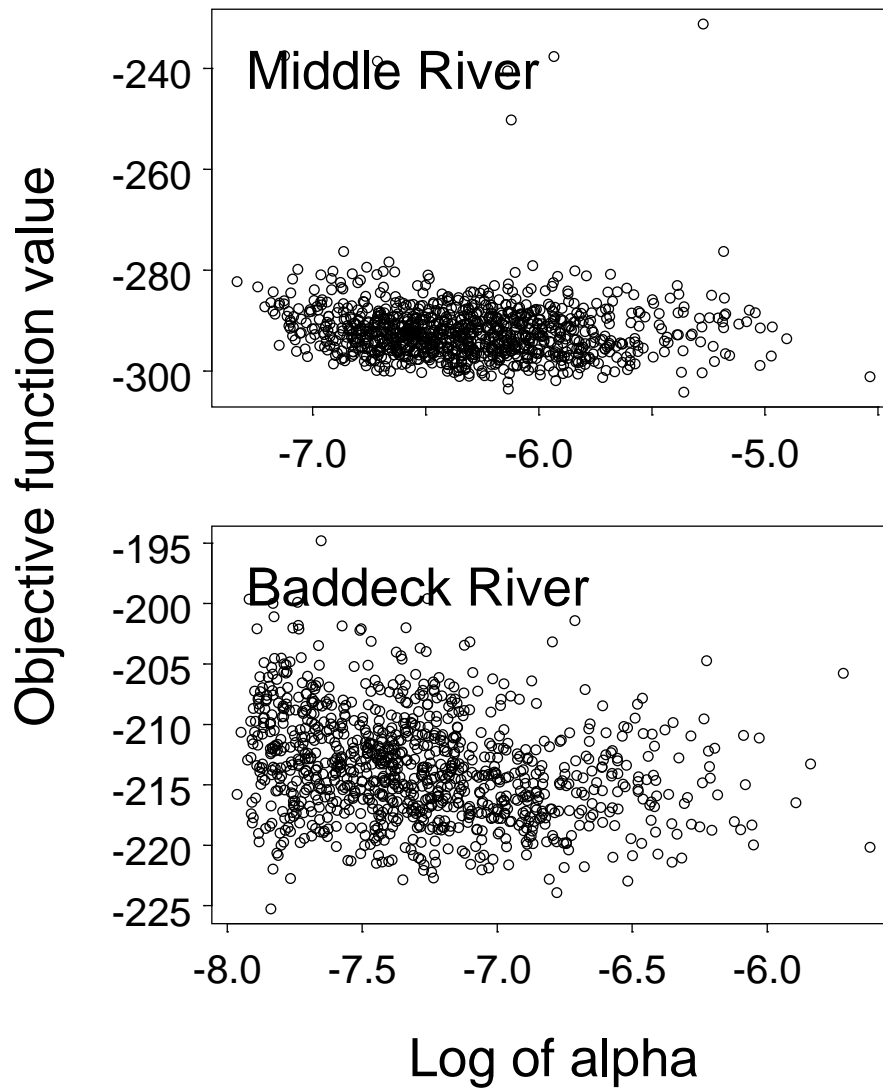 Objective function value
Middle River
-240
-260
-280
-300
-7.0 -6.0 -5.0
Baddeck River
-195
-200
-205
-210
-215
-220
-225
-8.0 -7.5 -7.0 -6.5 -6.0
Log of alpha